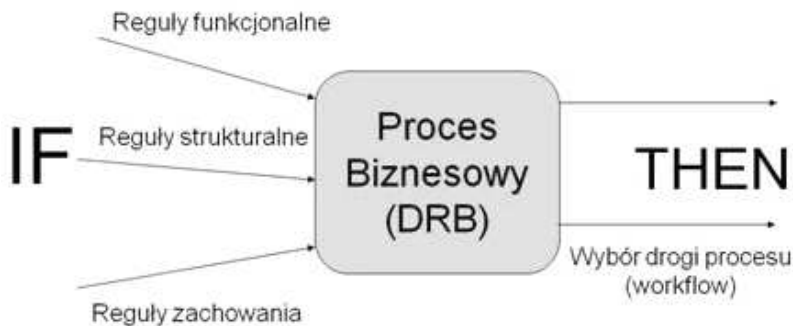 Reguły funkcjonalne
IF
Reguły strukturalne
Reguły zachowania
Proces
Biznesowy
(DRB)
THEN
Wybór drogi procesu
(workflow)